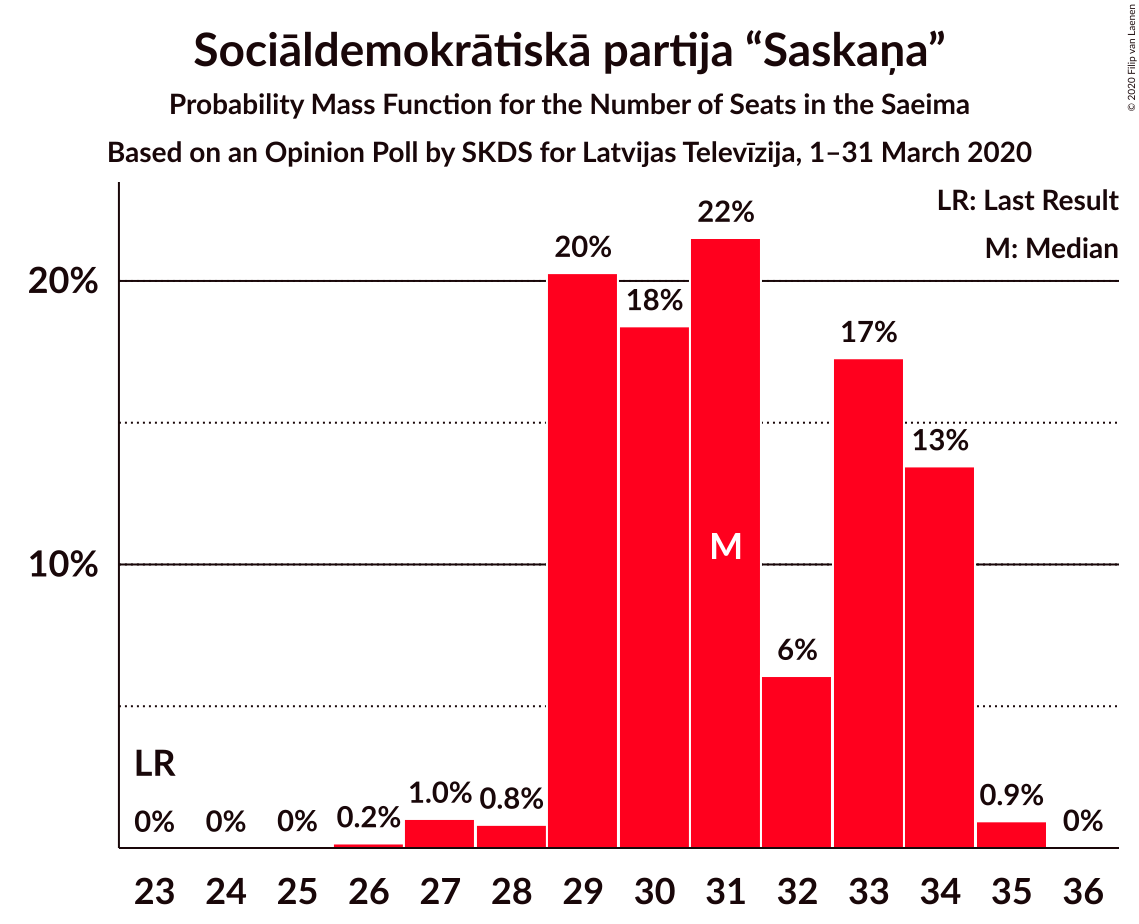 Sociāldemokrātiskā partija “Saskaņa”
Probability Mass Function for the Number of Seats in the Saeima
Based on an Opinion Poll by SKDS for Latvijas Televīzija, 1–31 March 2020
© 2020 Filip van Laenen
LR: Last Result
M: Median
20%
10%
LR
M
0%
0%
0%
0.2%
1.0%
0.8%
20%
18%
22%
6%
17%
13%
0.9%
0%
23 24 25 26 27 28 29 30 31 32 33 34 35 36